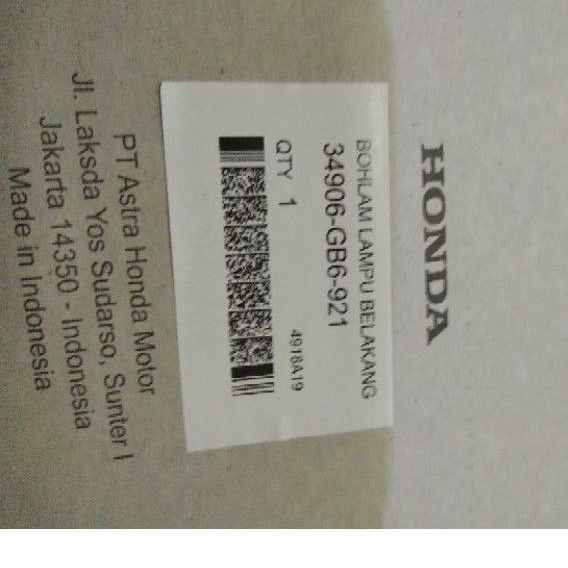 HONDA
BOHLAM LAMPU BELAKANG
34906-GB6-921
QTY 1
4918A19
PT Astra Honda Motor
Jl. Laksda Yos Sudarso, Sunter I
Jakarta 14350 - Indonesia
Made in Indonesia